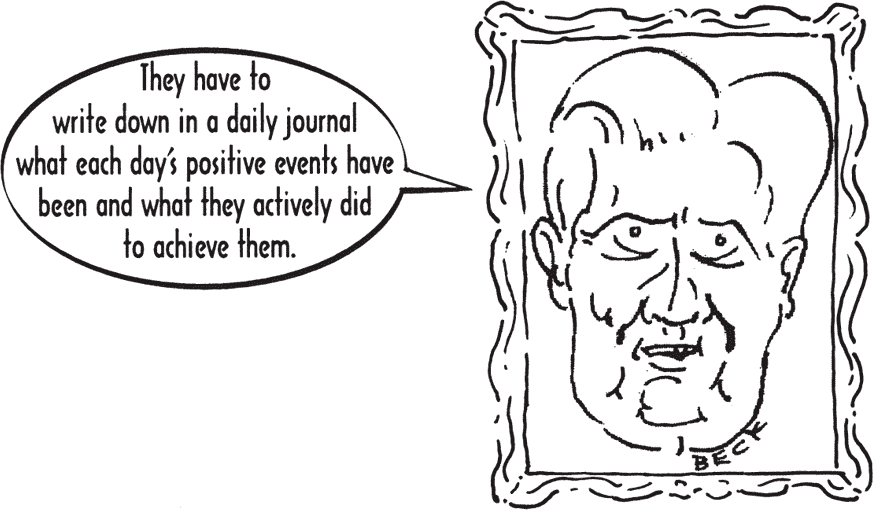 They have to
write down in a daily journal
what each day's positive events have
been and what they actively did
to achieve them.
BECK